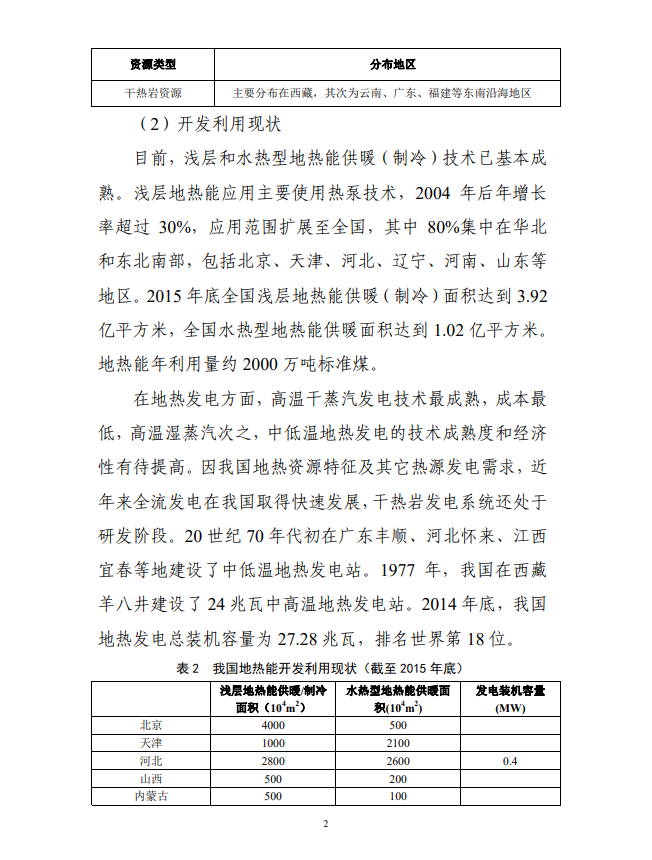 资源类型 分布地区
干热岩资源 主要分布在西藏，其次为云南、广东、福建等东南沿海地区
（2）开发利用现状
目前，浅层和水热型地热能供暖（制冷）技术已基本成
熟。浅层地热能应用主要使用热泵技术，2004 年后年增长
率超过 30%，应用范围扩展至全国，其中 80%集中在华北
和东北南部，包括北京、天津、河北、辽宁、河南、山东等
地区。2015 年底全国浅层地热能供暖（制冷）面积达到 3.92
亿平方米，全国水热型地热能供暖面积达到 1.02 亿平方米。
地热能年利用量约 2000 万吨标准煤。
在地热发电方面，高温干蒸汽发电技术最成熟，成本最
低，高温湿蒸汽次之，中低温地热发电的技术成熟度和经济
性有待提高。因我国地热资源特征及其它热源发电需求，近
年来全流发电在我国取得快速发展，干热岩发电系统还处于
研发阶段。20 世纪 70 年代初在广东丰顺、河北怀来、江西
宜春等地建设了中低温地热发电站。1977 年，我国在西藏
羊八井建设了 24 兆瓦中高温地热发电站。2014 年底，我国
地热发电总装机容量为 27.28 兆瓦，排名世界第 18 位。
表 2 我国地热能开发利用现状（截至 2015 年底）
浅层地热能供暖/制冷 水热型地热能供暖面 发电装机容量
面积（10⁴m²） 积(10⁴m²) (MW)
北京 4000 500
天津 1000 2100
河北 2800 2600 0.4
山西 500 200
内蒙古 500 100
2